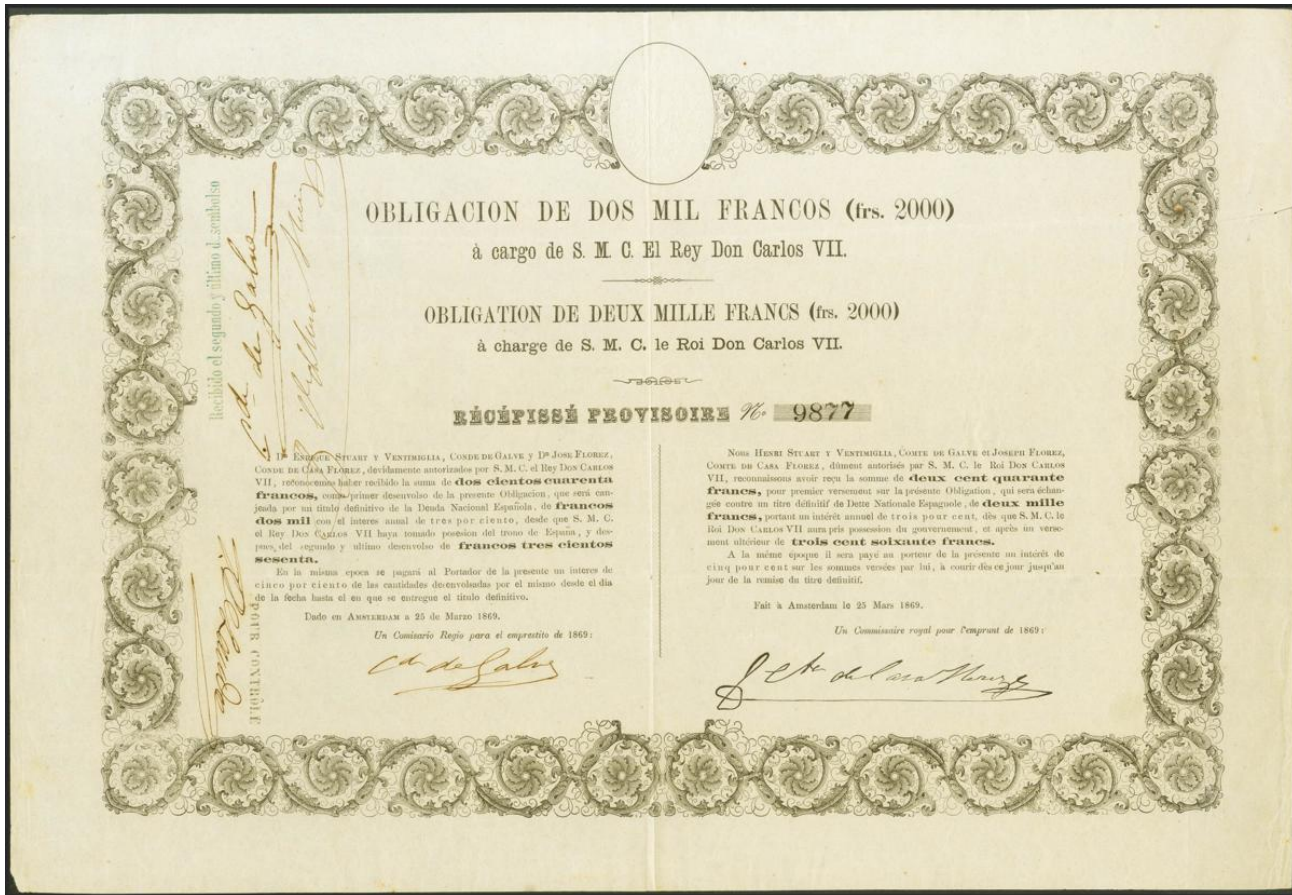 OBLIGACION DE DOS MIL FRANCOS (frs. 2000)
à cargo de S. M. C. El Rey Don Carlos VII.
OBLIGATION DE DEUX MILLE FRANCS (frs. 2000)
à charge de S. M. C. le Roi Don Carlos VII.
RÉCÉPISSÉ PROVISOIRE No 9877
Dn ENRIQUE STUART Y VENTIMIGLIA, CONDE DE GALVE y Dn JOSE FLOREZ,
CONDE DE CASA FLOREZ, devidamente autorizados por S. M. C. el Rey DON CARLOS
VII, reconocemos haber recibido la suma de dos cientos cuarenta
francos, como primer desenvolso de la presente Obligacion, que será can-
jeada por un titulo definitivo de la Deuda Nacional Española, de francos
dos mil con el interes anual de tres por ciento, desde que S. M. C.
el Rey DON CARLOS VII haya tomado posesion del trono de España, y des-
pues del segundo y ultimo desenvolso de francos tres cientos
sesenta.
En la misma epoca se pagará al Portador de la presente un interes de
cinco por ciento de las cantidades desenvolsadas por el mismo desde el dia
de la fecha hasta el en que se entregue el titulo definitivo.
Dado en AMSTERDAM a 25 de Marzo 1869.
Un Comisario Regio para el emprestito de 1869:
Cde de Galve
Nous HENRI STUART Y VENTIMIGLIA, COMTE DE GALVE et JOSEPH FLOREZ,
COMTE DE CASA FLOREZ, dûment autorisés par S. M. C. le Roi DON CARLOS
VII, reconnaissons avoir reçu la somme de deux cent quarante
francs, pour premier versement sur la présente Obligation, qui sera échan-
gée contre un titre définitif de Dette Nationale Espagnole, de deux mille
francs, portant un intérêt annuel de trois pour cent, dès que S. M. C. le
Roi DON CARLOS VII aura pris possession du gouvernement, et après un verse-
ment ultérieur de trois cent soixante francs.
A la même époque il sera payé au porteur de la présente un intérêt de
cinq pour cent sur les sommes versées par lui, à courir dès ce jour jusqu'au
jour de la remise du titre définitif.
Fait à Amsterdam le 25 Mars 1869.
Un Commissaire royal pour l'emprunt de 1869:
de Casa Florez
Recibido el segundo y último desembolso
de Galve
POUR CONTRÔLE